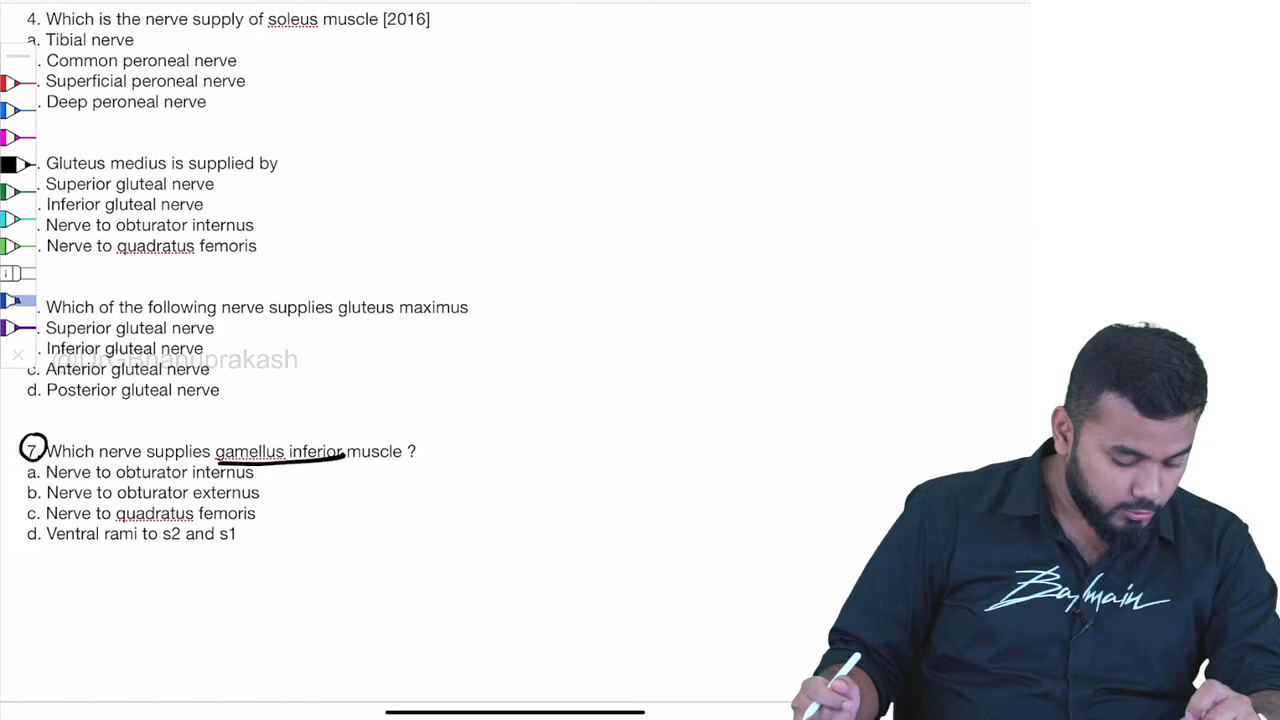 4. Which is the nerve supply of soleus muscle [2016]
a. Tibial nerve
. Common peroneal nerve
. Superficial peroneal nerve
. Deep peroneal nerve
. Gluteus medius is supplied by
. Superior gluteal nerve
. Inferior gluteal nerve
. Nerve to obturator internus
. Nerve to quadratus femoris
. Which of the following nerve supplies gluteus maximus
. Superior gluteal nerve
. Inferior gluteal nerve
@DrGBhanuprakash
c. Anterior gluteal nerve
d. Posterior gluteal nerve
7. Which nerve supplies gamellus inferior muscle ?
a. Nerve to obturator internus
b. Nerve to obturator externus
c. Nerve to quadratus femoris
d. Ventral rami to s2 and s1
Balmain